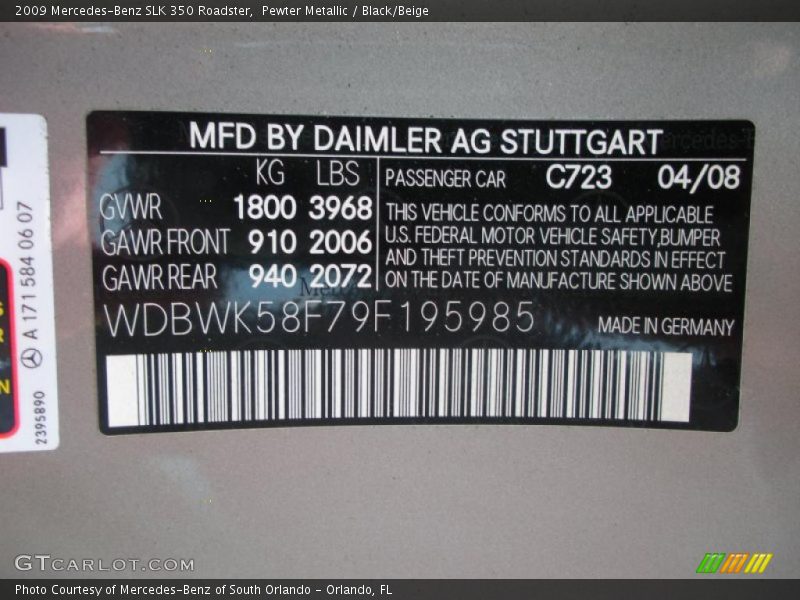 2009 Mercedes-Benz SLK 350 Roadster,  Pewter Metallic / Black/Beige
MFD BY DAIMLER AG STUTTGART
KG LBS
GVWR 1800 3968
GAWR FRONT 910 2006
GAWR REAR 940 2072
PASSENGER CAR C723 04/08
THIS VEHICLE CONFORMS TO ALL APPLICABLE
U.S. FEDERAL MOTOR VEHICLE SAFETY,BUMPER
AND THEFT PREVENTION STANDARDS IN EFFECT
ON THE DATE OF MANUFACTURE SHOWN ABOVE
WDBWK58F79F195985
MADE IN GERMANY
A 171 584 06 07
2395890
GTCARLOT.COM
Photo Courtesy of Mercedes-Benz of South Orlando - Orlando, FL